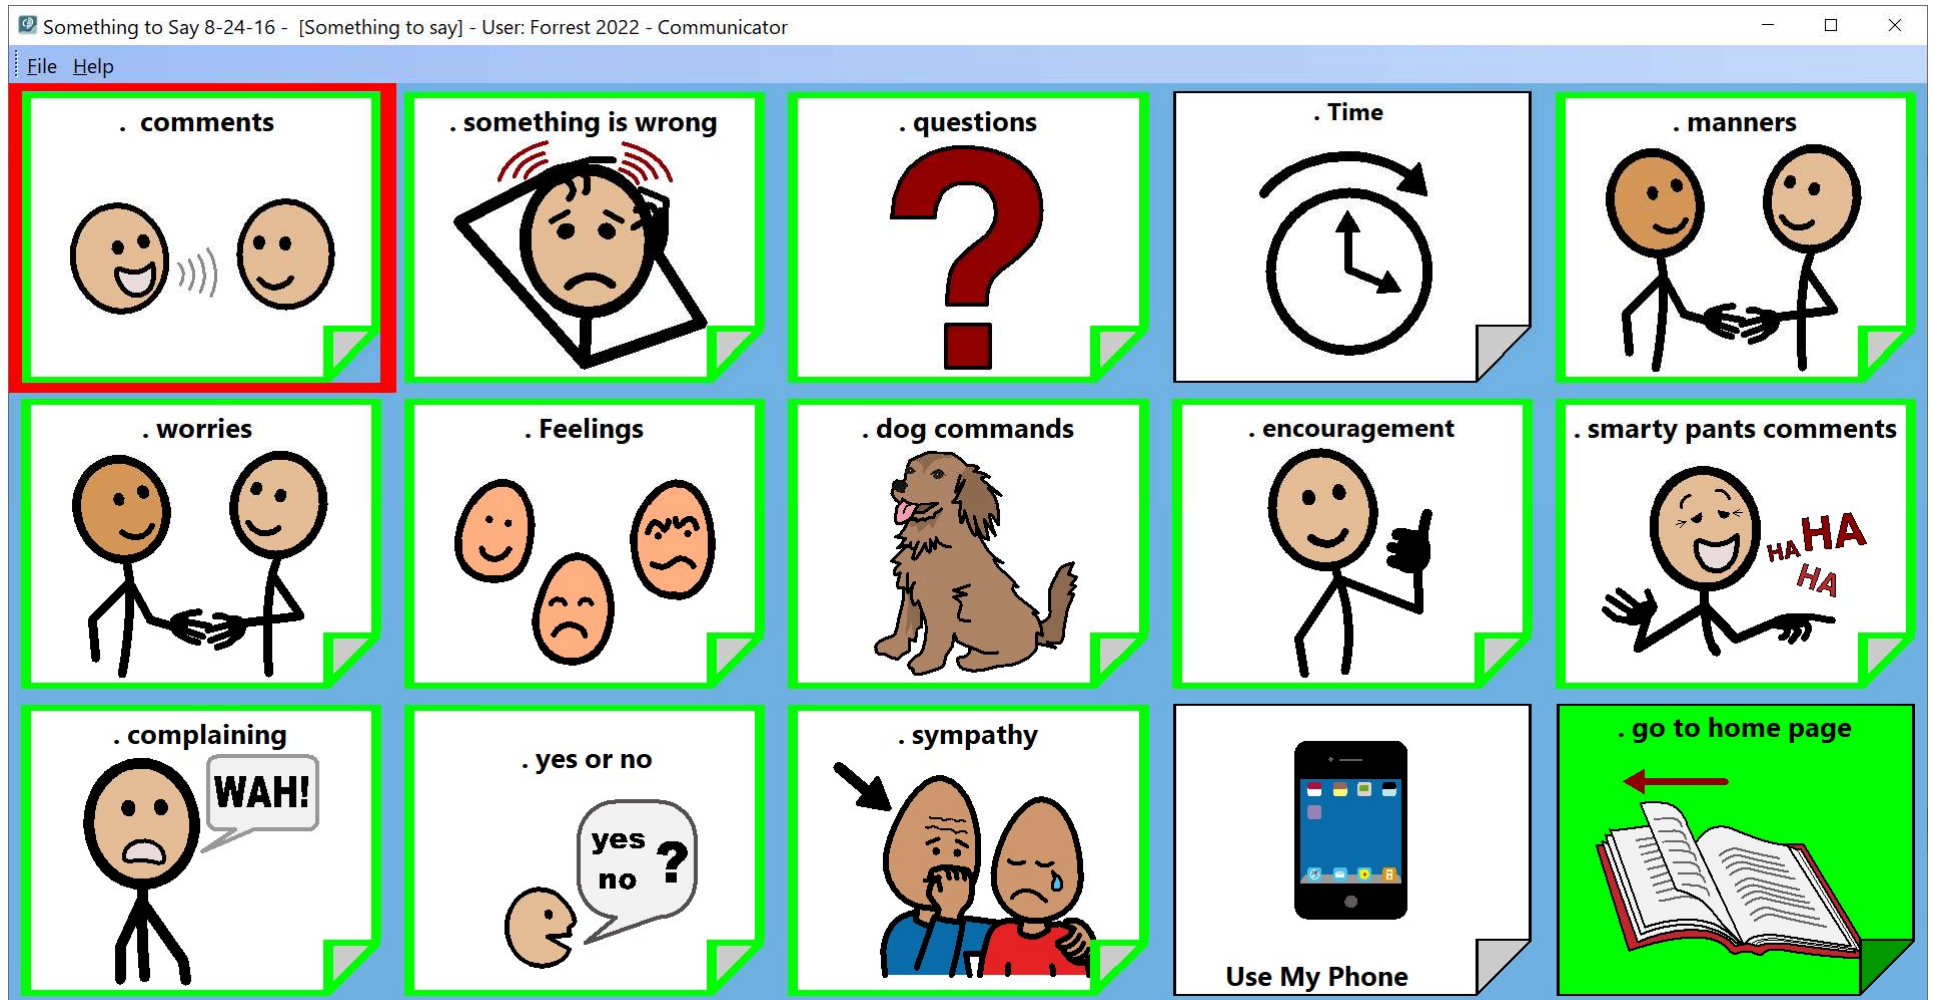 Something to Say 8-24-16 - [Something to say] - User: Forrest 2022 - Communicator
File Help
. comments
. something is wrong
. questions
. Time
. manners
. worries
. Feelings
. dog commands
. encouragement
. smarty pants comments
HA HA
HA
. complaining
WAH!
. yes or no
yes
no ?
. sympathy
Use My Phone
. go to home page